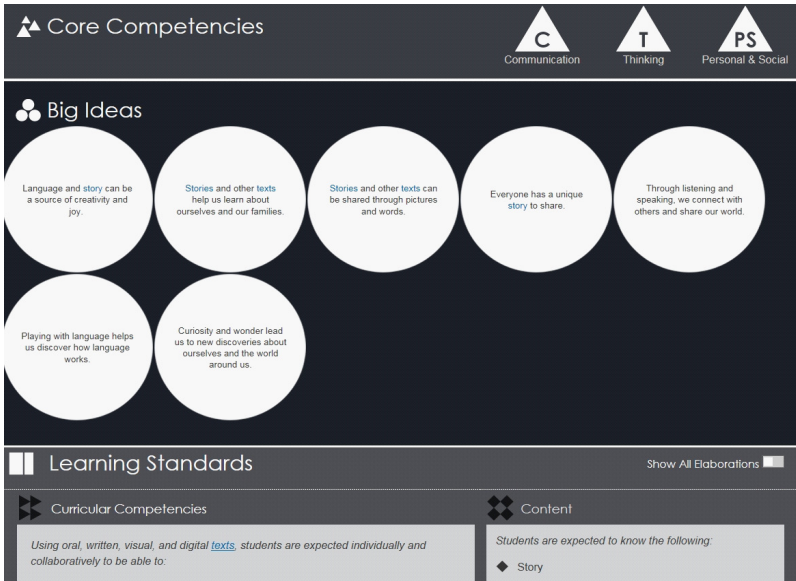 Core Competencies
C
T
PS
Communication
Thinking
Personal & Social
Big Ideas
Language and story can be
a source of creativity and
joy.
Stories and other texts
help us learn about
ourselves and our families.
Stories and other texts can
be shared through pictures
and words.
Everyone has a unique
story to share.
Through listening and
speaking, we connect with
others and share our world.
Playing with language helps
us discover how language
works.
Curiosity and wonder lead
us to new discoveries about
ourselves and the world
around us.
Learning Standards
Show All Elaborations
Curricular Competencies
Using oral, written, visual, and digital texts, students are expected individually and
collaboratively to be able to:
Content
Students are expected to know the following:
Story